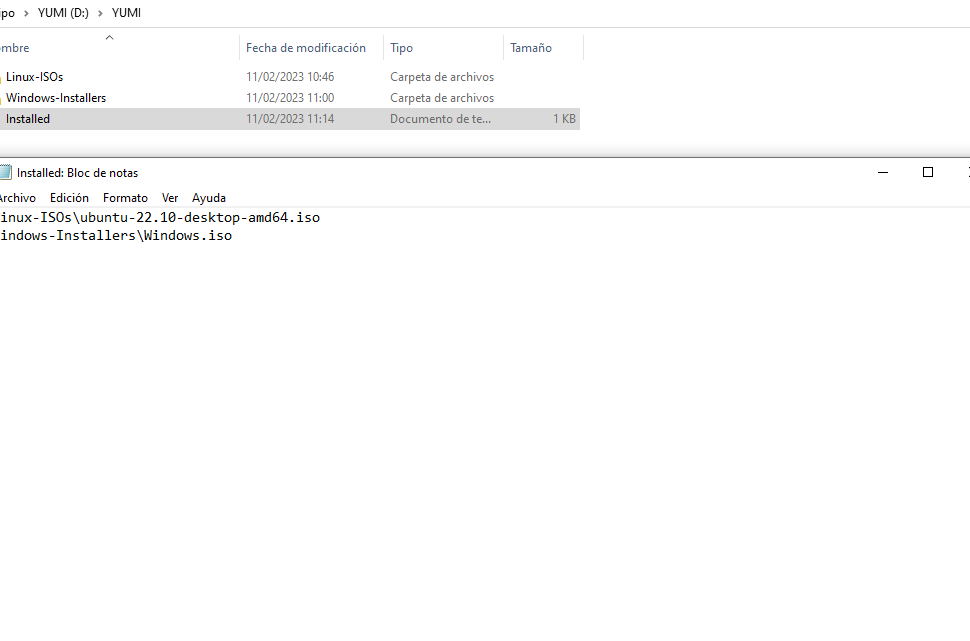 ipo > YUMI (D:) > YUMI
ombre Fecha de modificación Tipo Tamaño
Linux-ISOs 11/02/2023 10:46 Carpeta de archivos
Windows-Installers 11/02/2023 11:00 Carpeta de archivos
Installed 11/02/2023 11:14 Documento de te... 1 KB
Installed: Bloc de notas
Archivo Edición Formato Ver Ayuda
inux-ISOs\ubuntu-22.10-desktop-amd64.iso
indows-Installers\Windows.iso